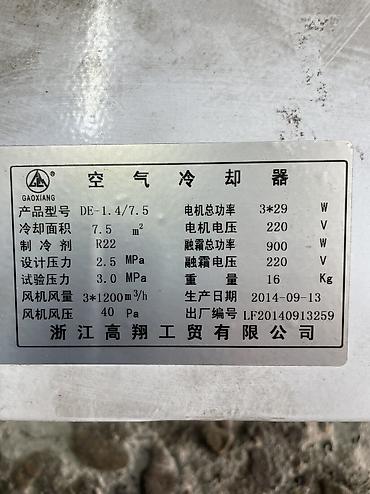 GAOXIANG
空气冷却器
产品型号 DE-1.4/7.5 电机总功率 3*29 W
冷却面积 7.5 m² 电机电压 220 V
制冷剂 R22 融霜总功率 900 W
设计压力 2.5 MPa 融霜电压 220 V
试验压力 3.0 MPa 重量 16 Kg
风机风量 3*1200m³/h 生产日期 2014-09-13
风机风压 40 Pa 出厂编号 LF20140913259
浙江高翔工贸有限公司